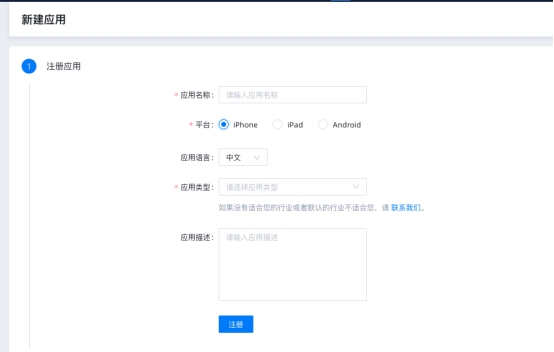 新建应用
1 注册应用
* 应用名称: 请输入应用名称
* 平台: iPhone iPad Android
应用语言: 中文
* 应用类型: 请选择应用类型
如果没有适合您的行业或者默认的行业不适合您，请 联系我们。
应用描述: 请输入应用描述
注册